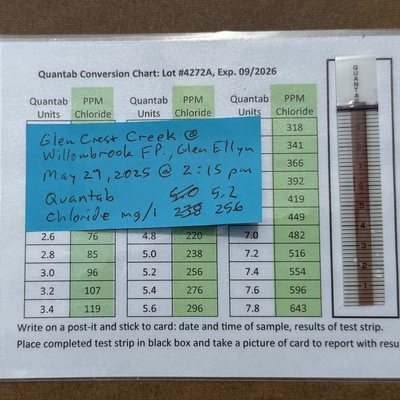 Quantab Conversion Chart: Lot #4272A, Exp. 09/2026
Quantab Units PPM Chloride Quantab Units PPM Chloride Quantab Units PPM Chloride
318
341
366
392
419
449
Glen Crest Creek @
Willowbrook F.P., Glen Ellyn
May 27, 2025 @ 2:15 pm
Quantab 5.0 5.2
Chloride mg/l 238 256
2.6 76 4.8 220 7.0 482
2.8 85 5.0 238 7.2 516
3.0 96 5.2 256 7.4 554
3.2 107 5.4 276 7.6 596
3.4 119 5.6 296 7.8 643
QUANTAB
1
Write on a post-it and stick to card: date and time of sample, results of test strip.
Place completed test strip in black box and take a picture of card to report with resu